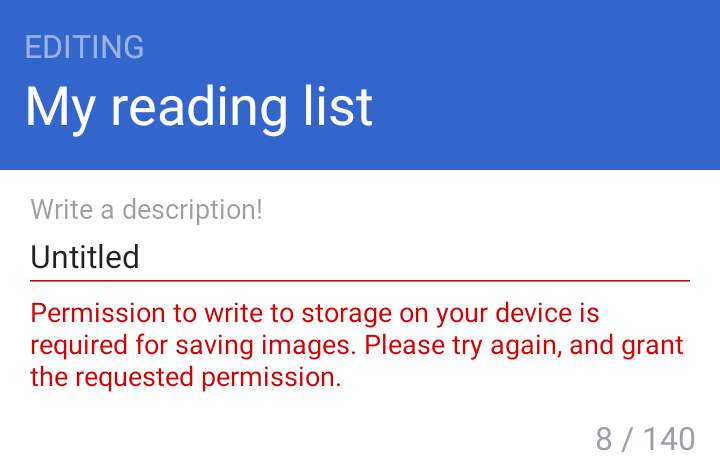 EDITING
My reading list
Write a description!
Untitled
Permission to write to storage on your device is
required for saving images. Please try again, and grant
the requested permission.
8 / 140